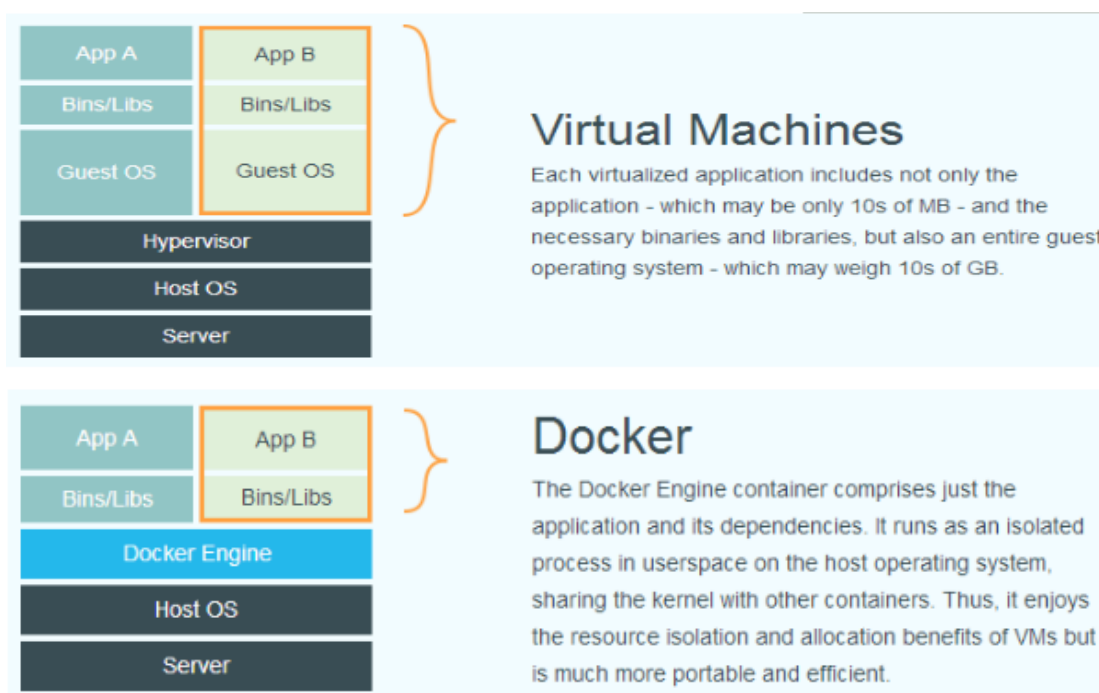 App A
App B
Bins/Libs
Bins/Libs
Guest OS
Guest OS
Hypervisor
Host OS
Server
Virtual Machines
Each virtualized application includes not only the
application - which may be only 10s of MB - and the
necessary binaries and libraries, but also an entire guest
operating system - which may weigh 10s of GB.
App A
App B
Bins/Libs
Bins/Libs
Docker Engine
Host OS
Server
Docker
The Docker Engine container comprises just the
application and its dependencies. It runs as an isolated
process in userspace on the host operating system,
sharing the kernel with other containers. Thus, it enjoys
the resource isolation and allocation benefits of VMs but
is much more portable and efficient.